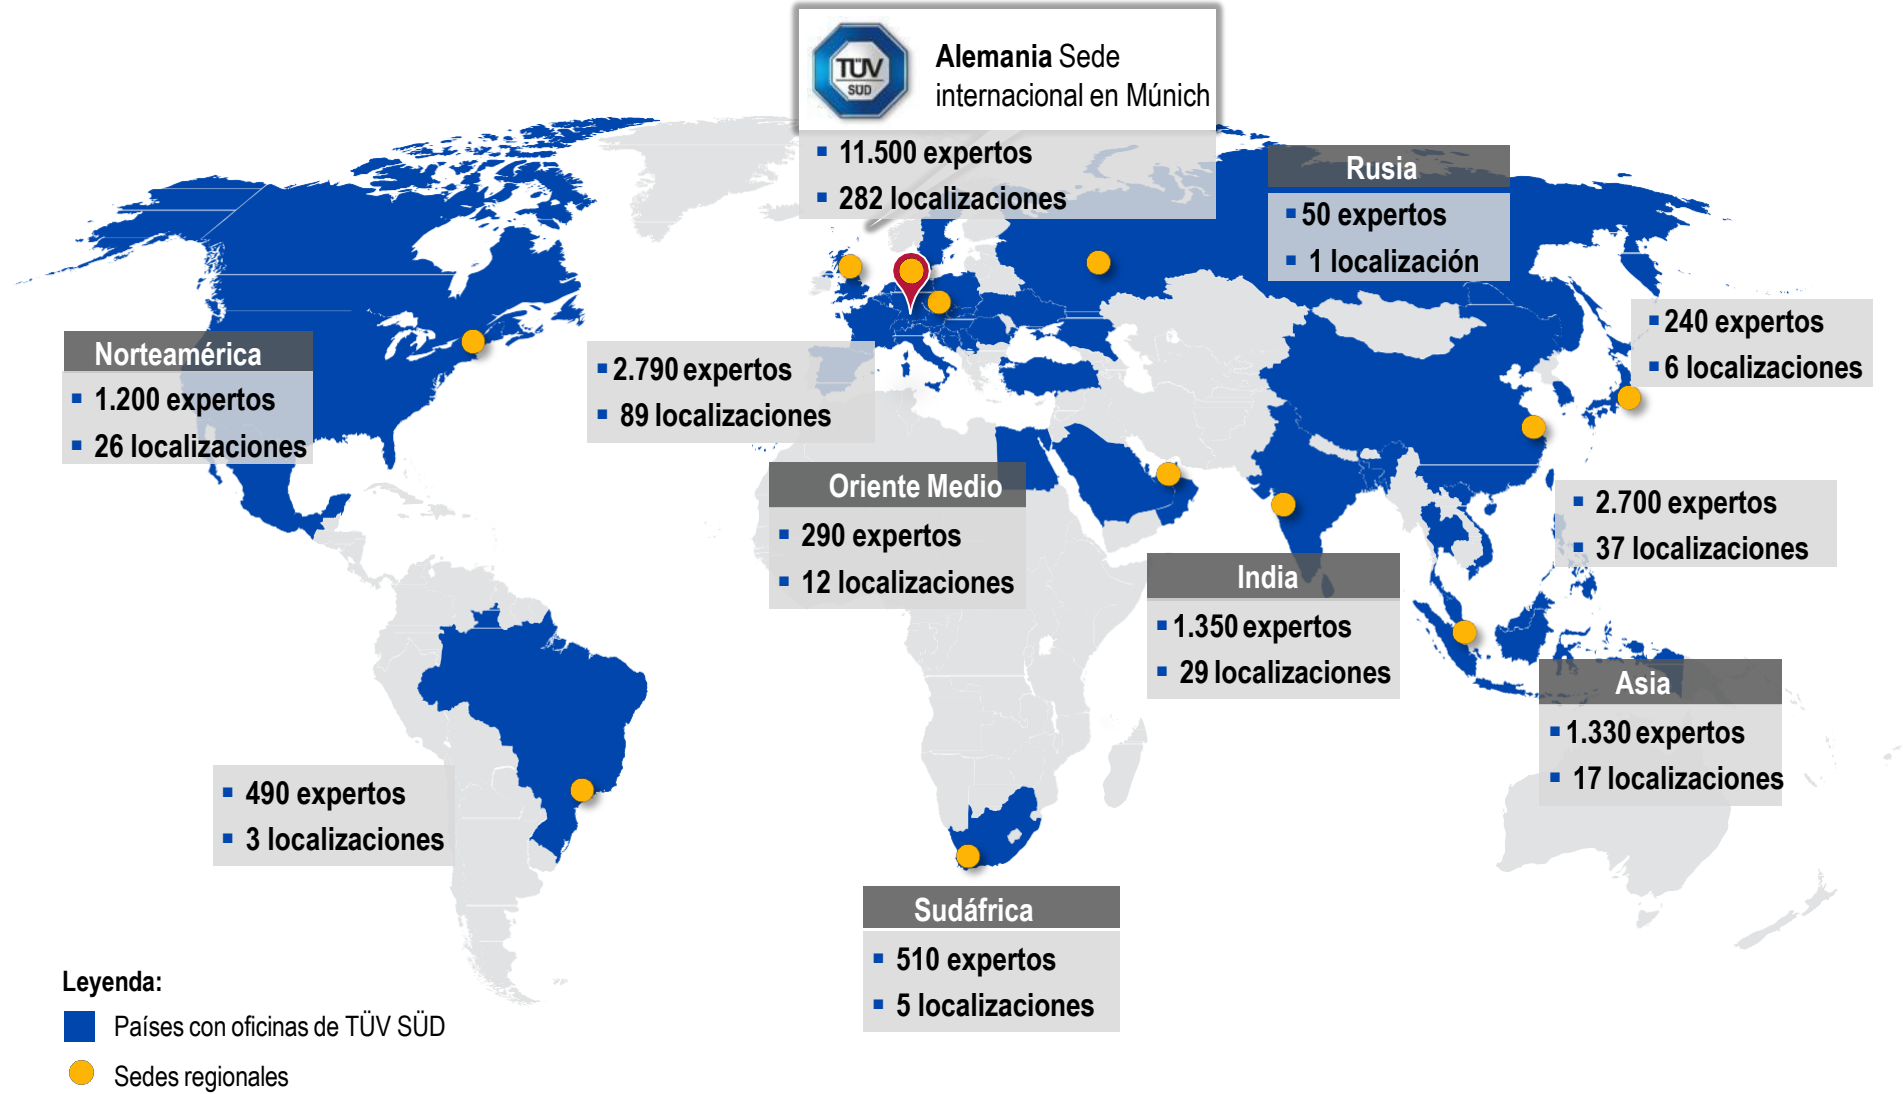 TÜV
SÜD
Alemania Sede
internacional en Múnich
11.500 expertos
282 localizaciones
Rusia
50 expertos
1 localización
240 expertos
6 localizaciones
Norteamérica
1.200 expertos
26 localizaciones
2.790 expertos
89 localizaciones
Oriente Medio
290 expertos
12 localizaciones
2.700 expertos
37 localizaciones
India
1.350 expertos
29 localizaciones
Asia
1.330 expertos
17 localizaciones
490 expertos
3 localizaciones
Sudáfrica
510 expertos
5 localizaciones
Leyenda:
Países con oficinas de TÜV SÜD
Sedes regionales